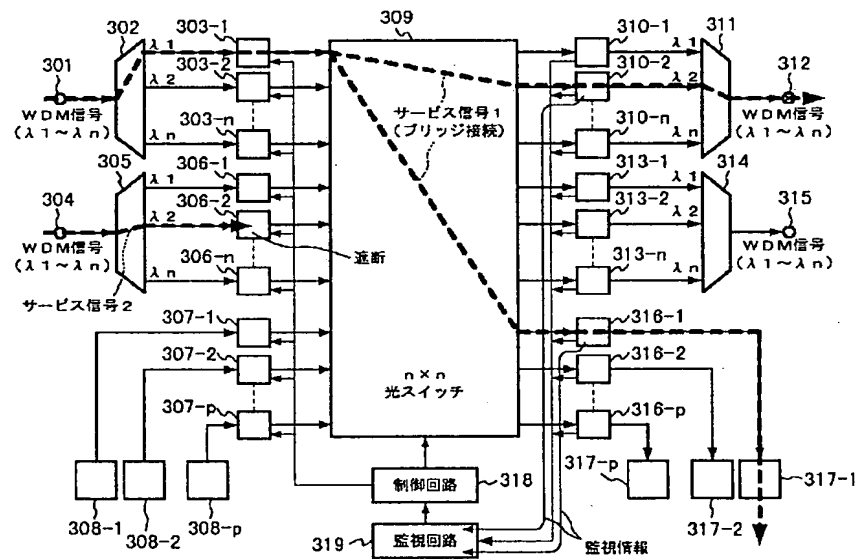 302
λ1
303-1
309
310-1
λ1
311
301
303-2
310-2
312
λ2
λ2
WDM信号
(λ1~λn)
サービス信号1
(ブリッジ接続)
WDM信号
(λ1~λn)
303-n
310-n
λn
λn
305
306-1
313-1
314
λ1
λ1
304
306-2
313-2
315
λ2
λ2
WDM信号
(λ1~λn)
306-n
遮断
313-n
WDM信号
(λ1~λn)
λn
λn
サービス信号2
307-1
316-1
307-2
316-2
n×n
光スイッチ
307-p
316-p
308-1
308-2
308-p
制御回路
318
317-p
317-2
317-1
319
監視回路
監視情報